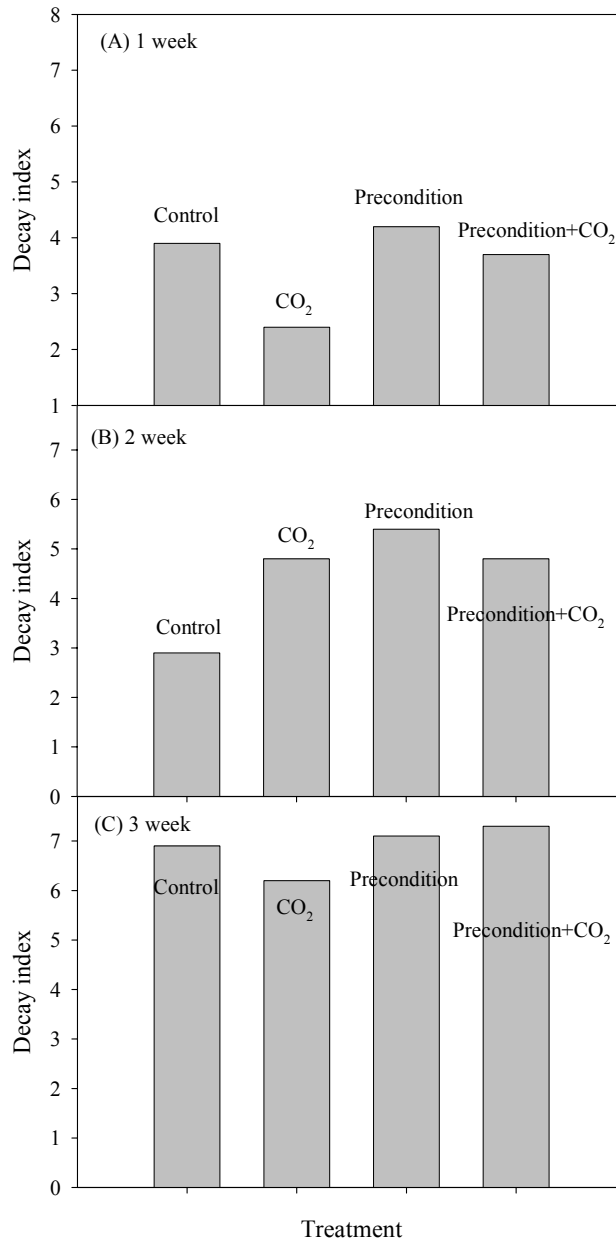 8
(A) 1 week
7
6
5
Precondition
Control
Precondition+CO₂
4
3
CO₂
2
1
Decay index
(B) 2 week
7
6
Precondition
CO₂
5
4
Precondition+CO₂
Control
3
2
1
0
Decay index
(C) 3 week
7
Control
Precondition
6
CO₂
Precondition+CO₂
5
4
3
2
1
0
Decay index
Treatment